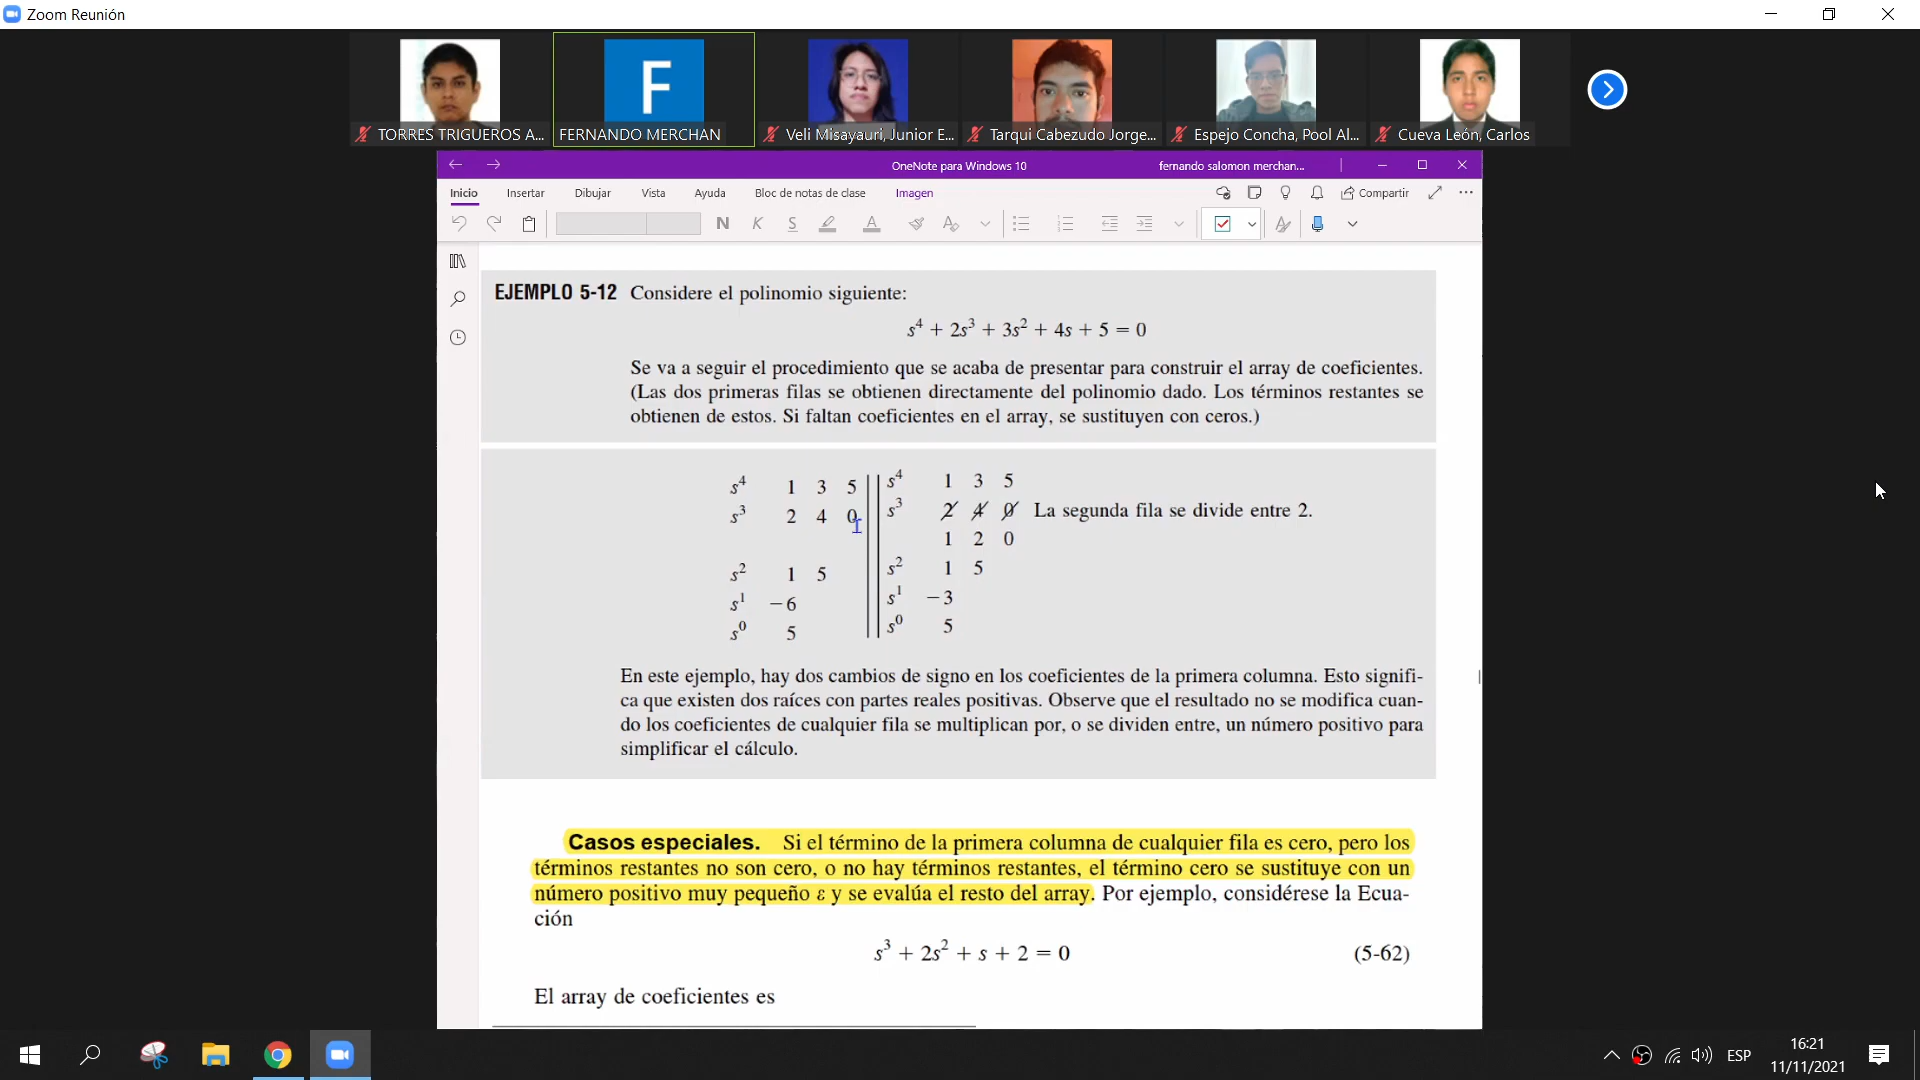 Zoom Reunión
TORRES TRIGUEROS A...
F
FERNANDO MERCHAN
Veli Misayauri, Junior E...
Tarqui Cabezudo Jorge...
Espejo Concha, Pool Al...
Cueva León, Carlos
OneNote para Windows 10
fernando salomon merchan...
Inicio Insertar Dibujar Vista Ayuda Bloc de notas de clase Imagen Compartir
N K S A
EJEMPLO 5-12 Considere el polinomio siguiente:
s⁴ + 2s³ + 3s² + 4s + 5 = 0
Se va a seguir el procedimiento que se acaba de presentar para construir el array de coeficientes.
(Las dos primeras filas se obtienen directamente del polinomio dado. Los términos restantes se
obtienen de estos. Si faltan coeficientes en el array, se sustituyen con ceros.)
s⁴ 1 3 5
s³ 2 4 0
s² 1 5
s¹ −6
s⁰ 5
s⁴ 1 3 5
s³ 2 4 0 La segunda fila se divide entre 2.
1 2 0
s² 1 5
s¹ −3
s⁰ 5
En este ejemplo, hay dos cambios de signo en los coeficientes de la primera columna. Esto signifi-
ca que existen dos raíces con partes reales positivas. Observe que el resultado no se modifica cuan-
do los coeficientes de cualquier fila se multiplican por, o se dividen entre, un número positivo para
simplificar el cálculo.
Casos especiales. Si el término de la primera columna de cualquier fila es cero, pero los
términos restantes no son cero, o no hay términos restantes, el término cero se sustituye con un
número positivo muy pequeño ε y se evalúa el resto del array. Por ejemplo, considérese la Ecua-
ción
s³ + 2s² + s + 2 = 0 (5-62)
El array de coeficientes es
ESP
16:21
11/11/2021